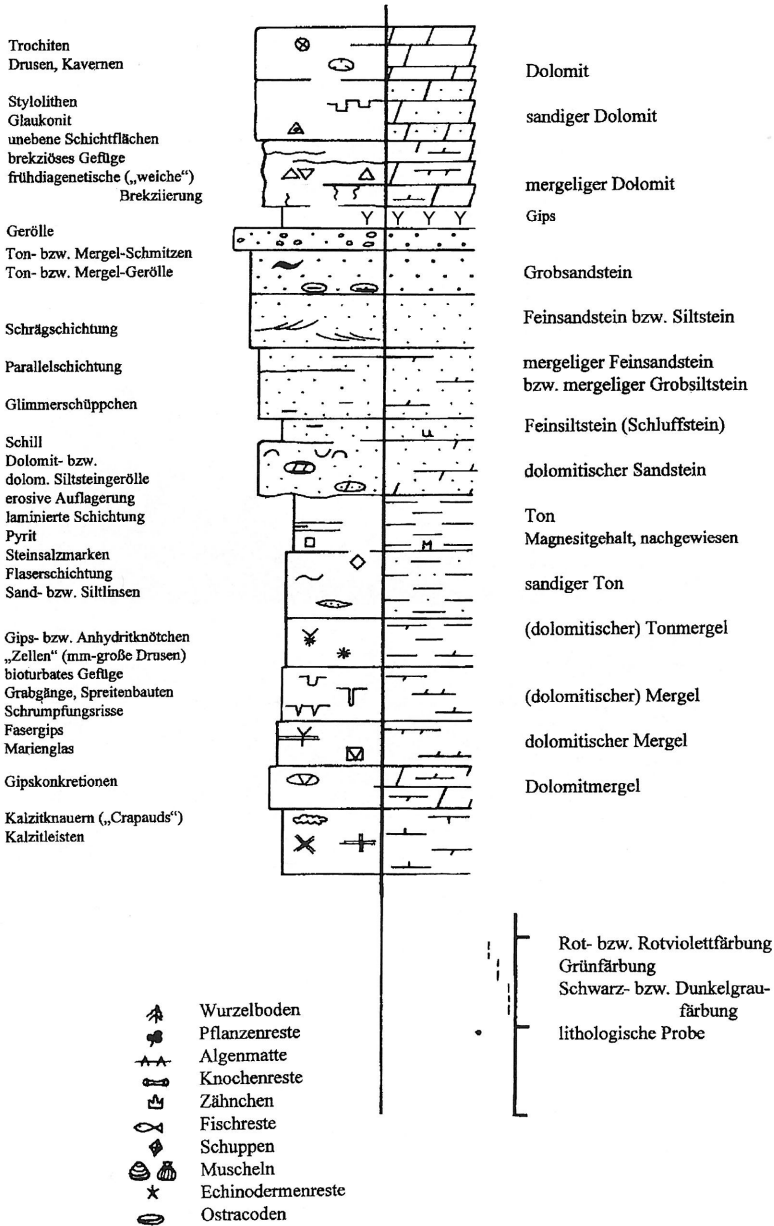 Trochiten
Drusen, Kavernen
Stylolithen
Glaukonit
unebene Schichtflächen
brekziöses Gefüge
frühdiagenetische („weiche“)
Brekziierung
Gerölle
Ton- bzw. Mergel-Schmitzen
Ton- bzw. Mergel-Gerölle
Schrägschichtung
Parallelschichtung
Glimmerschüppchen
Schill
Dolomit- bzw.
dolom. Siltsteingerölle
erosive Auflagerung
laminierte Schichtung
Pyrit
Steinsalzmarken
Flaserschichtung
Sand- bzw. Siltlinsen
Gips- bzw. Anhydritknötchen
„Zellen“ (mm-große Drusen)
bioturbates Gefüge
Grabgänge, Spreitenbauten
Schrumpfungsrisse
Fasergips
Marienglas
Gipskonkretionen
Kalzitknauern („Crapauds“)
Kalzitleisten
Dolomit
sandiger Dolomit
mergeliger Dolomit
Gips
Grobsandstein
Feinsandstein bzw. Siltstein
mergeliger Feinsandstein
bzw. mergeliger Grobsiltstein
Feinsiltstein (Schluffstein)
dolomitischer Sandstein
Ton
Magnesitgehalt, nachgewiesen
sandiger Ton
(dolomitischer) Tonmergel
(dolomitischer) Mergel
dolomitischer Mergel
Dolomitmergel
Rot- bzw. Rotviolettfärbung
Grünfärbung
Schwarz- bzw. Dunkelgrau-
färbung
lithologische Probe
Wurzelboden
Pflanzenreste
Algenmatte
Knochenreste
Zähnchen
Fischreste
Schuppen
Muscheln
Echinodermenreste
Ostracoden